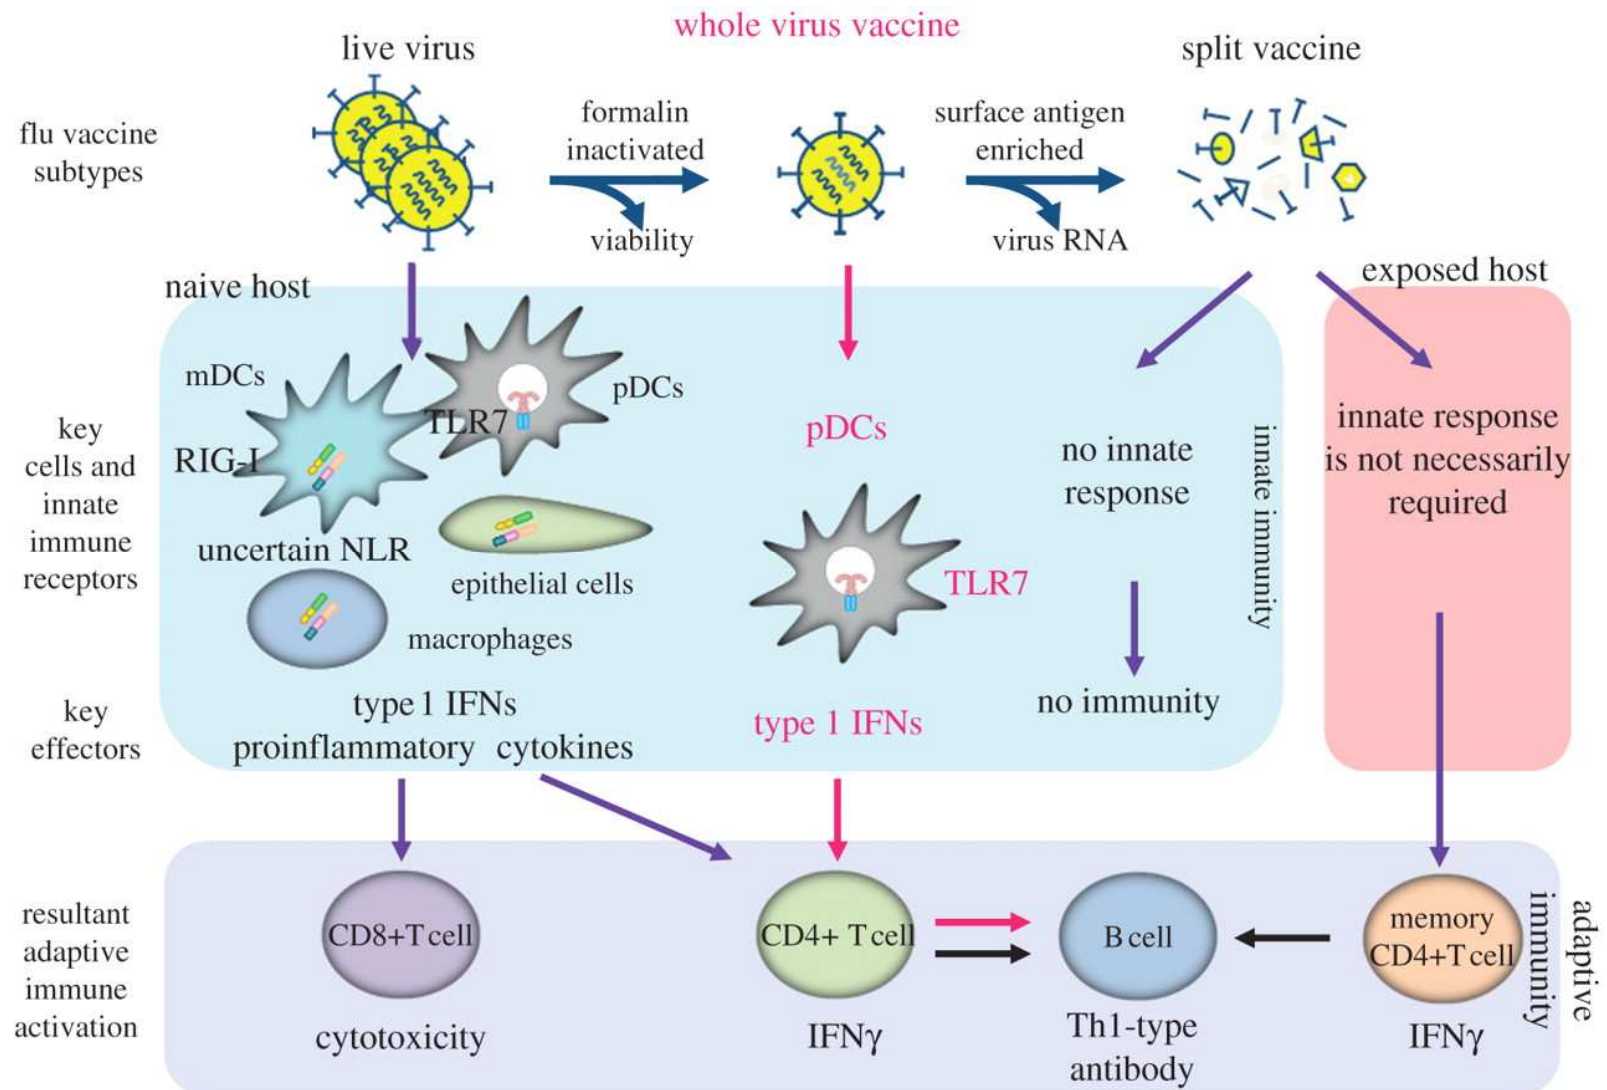 whole virus vaccine
live virus
split vaccine
flu vaccine
subtypes
formalin
inactivated
viability
surface antigen
enriched
virus RNA
naive host
exposed host
key
cells and
innate
immune
receptors
mDCs
pDCs
TLR7
RIG-I
uncertain NLR
epithelial cells
macrophages
pDCs
TLR7
no innate
response
innate immunity
innate response
is not necessarily
required
key
effectors
type 1 IFNs
proinflammatory cytokines
type 1 IFNs
no immunity
resultant
adaptive
immune
activation
CD8+T cell
cytotoxicity
CD4+ T cell
IFNγ
B cell
Th1-type
antibody
memory
CD4+T cell
IFNγ
adaptive
immunity